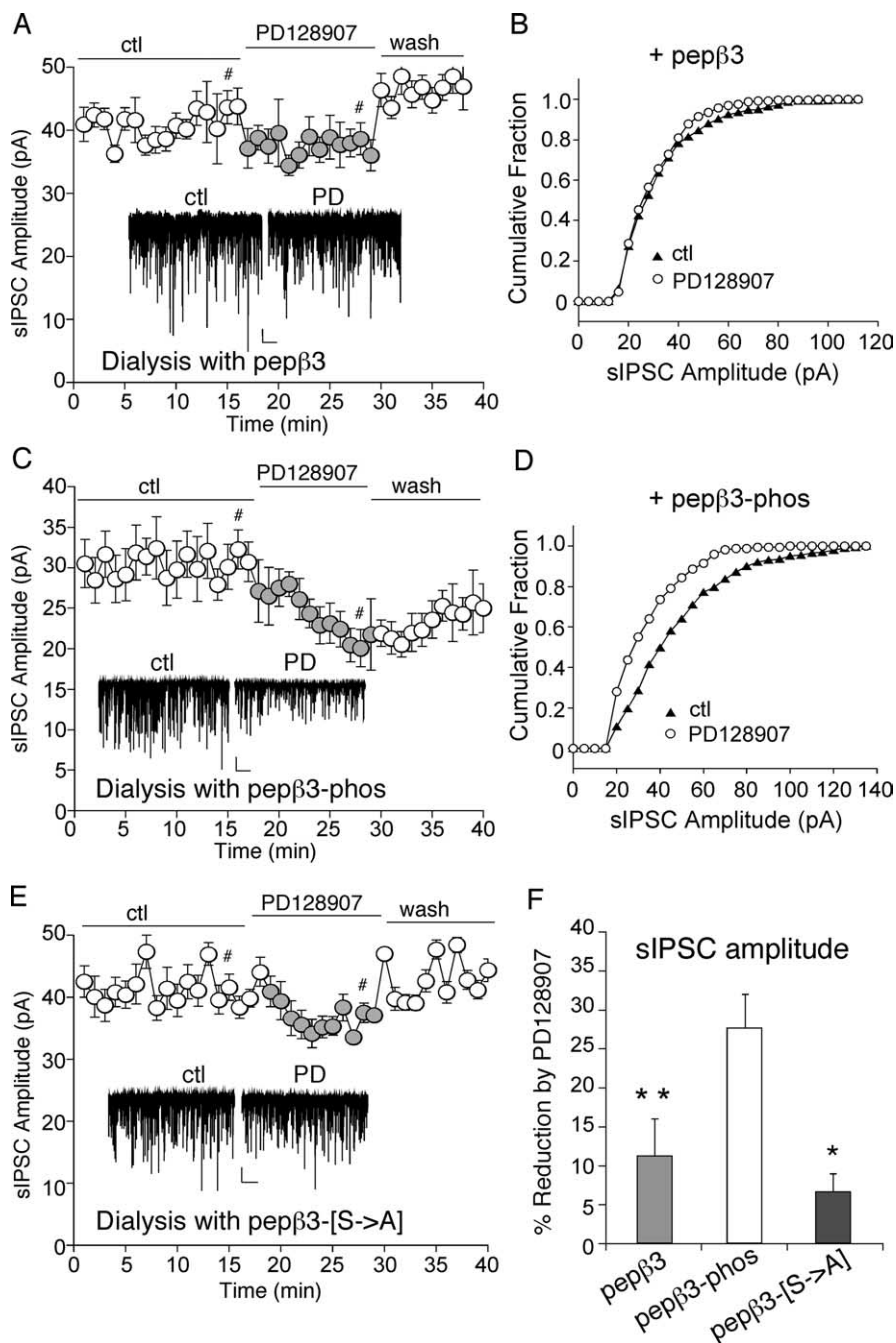 A
ctl
PD128907
wash
#
#
50
40
30
20
10
0
sIPSC Amplitude (pA)
ctl
PD
Dialysis with pepβ3
0 5 10 15 20 25 30 35 40
Time (min)
B
+ pepβ3
1.0
0.8
0.6
0.4
0.2
0
Cumulative Fraction
ctl
PD128907
0 20 40 60 80 100 120
sIPSC Amplitude (pA)
C
ctl
PD128907
wash
#
#
40
35
30
25
20
15
10
5
0
sIPSC Amplitude (pA)
ctl
PD
Dialysis with pepβ3-phos
0 5 10 15 20 25 30 35 40
Time (min)
D
+ pepβ3-phos
1.0
0.8
0.6
0.4
0.2
0
Cumulative Fraction
ctl
PD128907
0 20 40 60 80 100 120 140
sIPSC Amplitude (pA)
E
ctl
PD128907
wash
#
#
50
40
30
20
10
0
sIPSC Amplitude (pA)
ctl
PD
Dialysis with pepβ3-[S->A]
0 5 10 15 20 25 30 35 40
Time (min)
F
sIPSC amplitude
40
35
30
25
20
15
10
5
0
% Reduction by PD128907
* *
*
pepβ3
pepβ3-phos
pepβ3-[S->A]